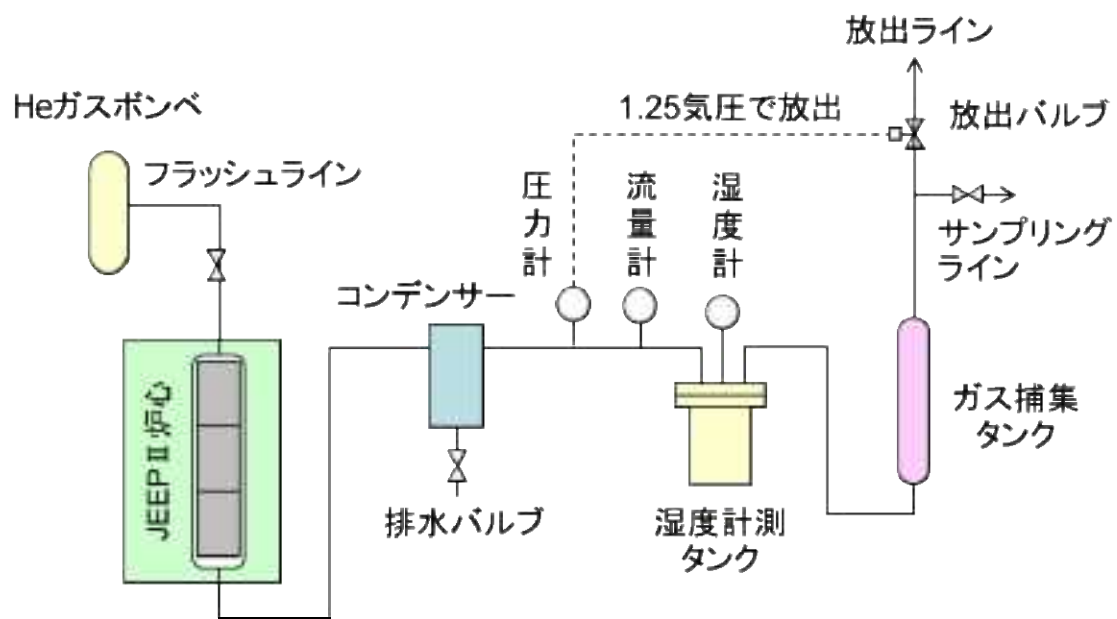 放出ライン
Heガスボンベ
1.25気圧で放出
放出バルブ
フラッシュライン
圧力計
流量計
湿度計
サンプリング
ライン
コンデンサー
JEEPⅡ炉心
ガス捕集
タンク
排水バルブ
湿度計測
タンク